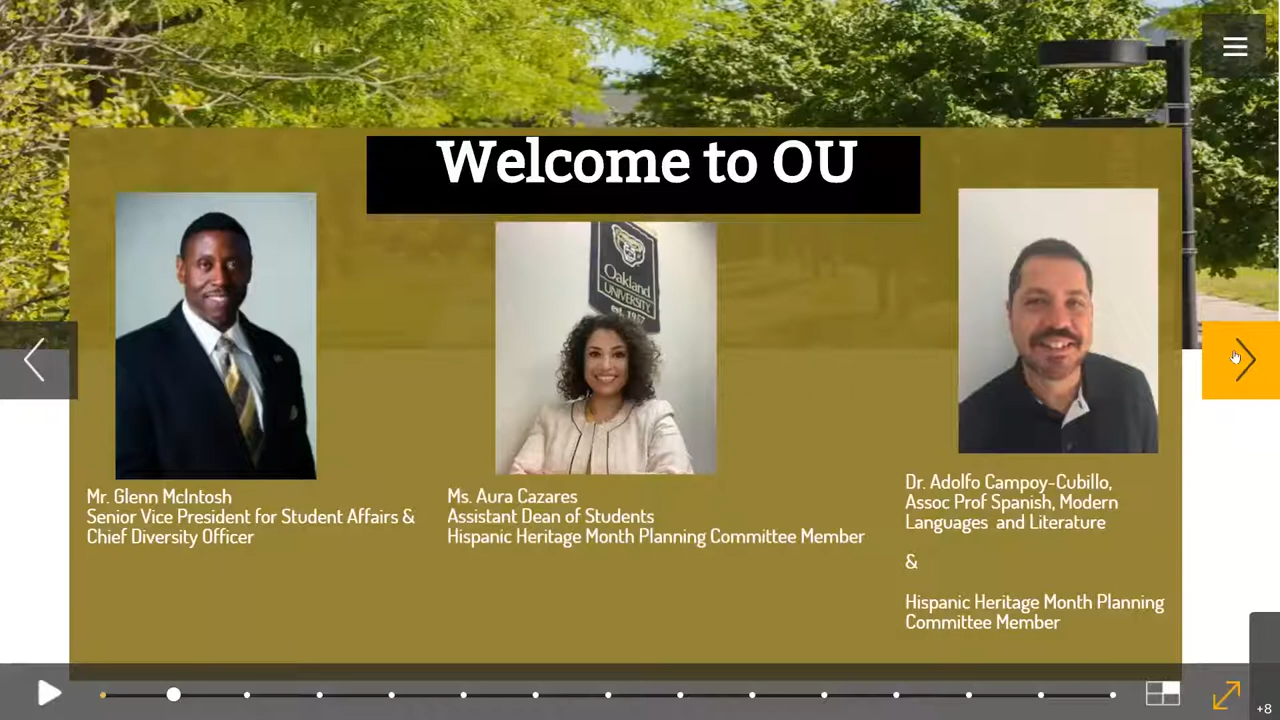 Welcome to OU
Oakland
UNIVERSITY
est. 1957
Mr. Glenn McIntosh
Senior Vice President for Student Affairs &
Chief Diversity Officer
Ms. Aura Cazares
Assistant Dean of Students
Hispanic Heritage Month Planning Committee Member
Dr. Adolfo Campoy-Cubillo,
Assoc Prof Spanish, Modern
Languages and Literature
&
Hispanic Heritage Month Planning
Committee Member
+8